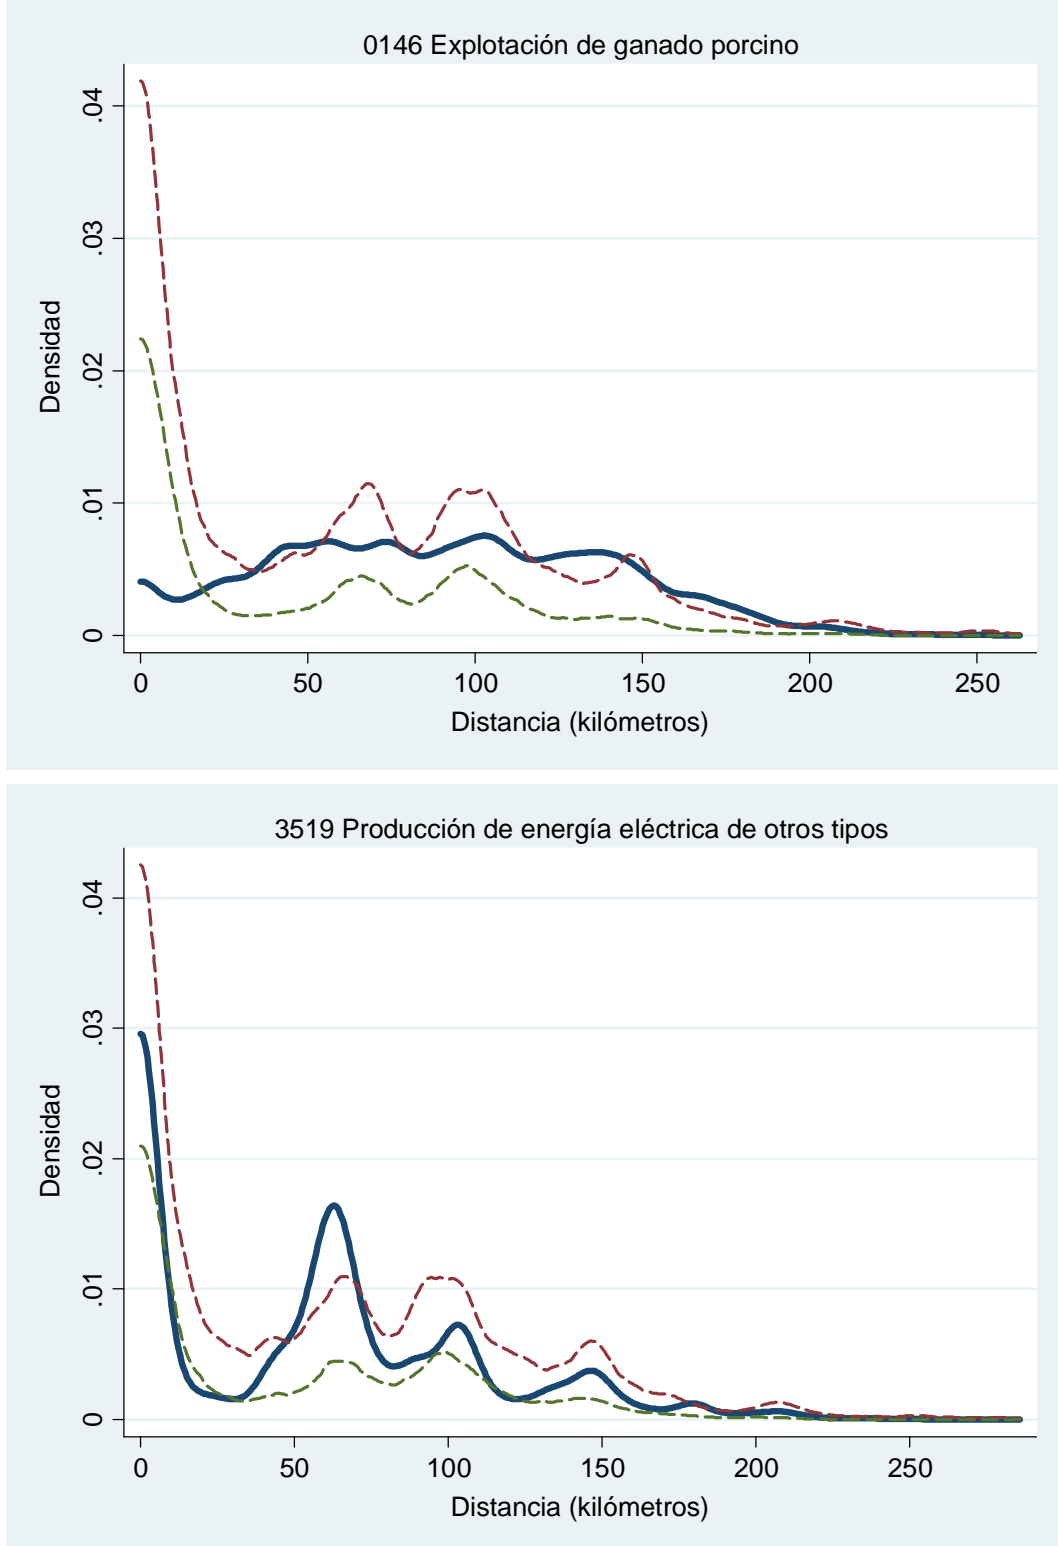 0146 Explotación de ganado porcino
.04
.03
.02
.01
0
Densidad
0 50 100 150 200 250
Distancia (kilómetros)
3519 Producción de energía eléctrica de otros tipos
.04
.03
.02
.01
0
Densidad
0 50 100 150 200 250
Distancia (kilómetros)